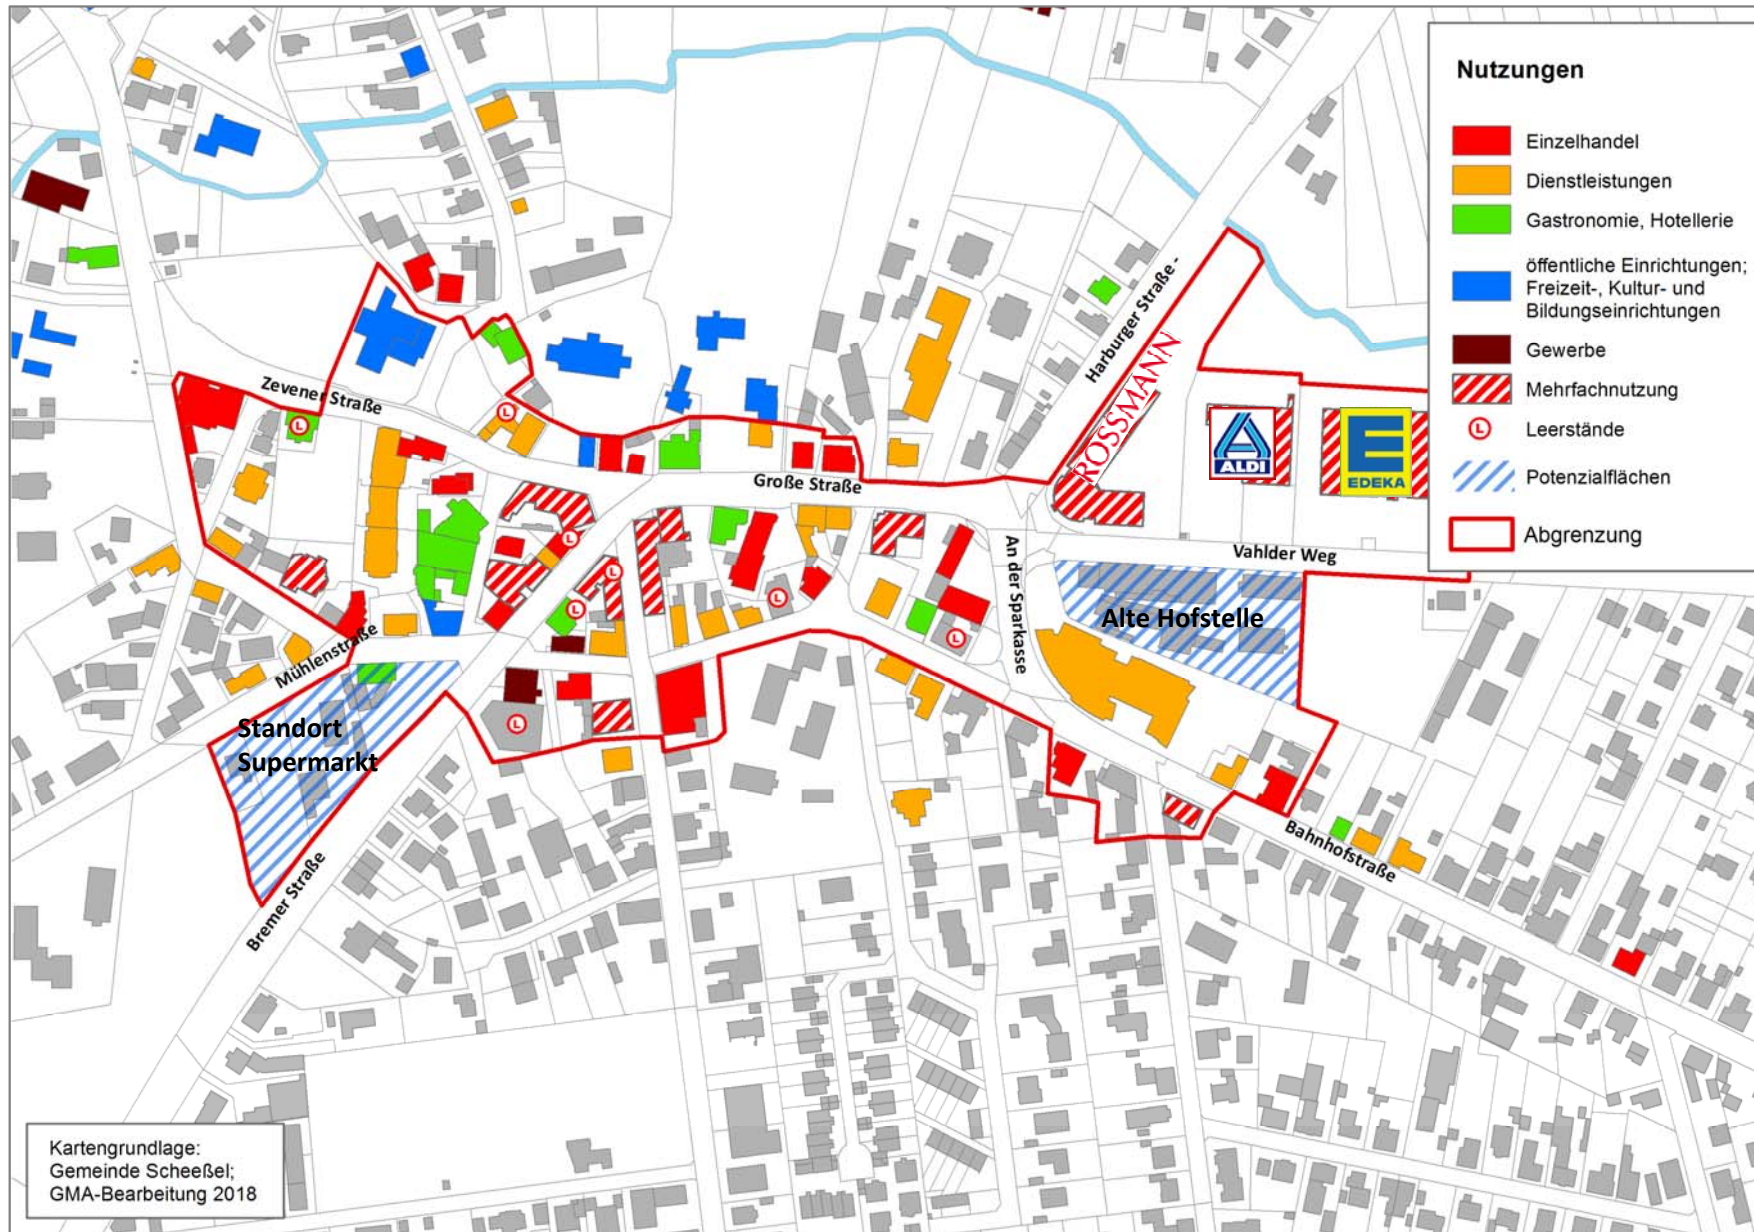 Nutzungen
Einzelhandel
Dienstleistungen
Gastronomie, Hotellerie
öffentliche Einrichtungen;
Freizeit-, Kultur- und
Bildungseinrichtungen
Gewerbe
Mehrfachnutzung
L Leerstände
Potenzialflächen
Abgrenzung
Harburger Straße -
ROSSMANN
ALDI
E
EDEKA
Zevener Straße
L
L
Große Straße
L
L
L
L
L
L
An der Sparkasse
Vahlder Weg
Alte Hofstelle
Mühlenstraße
Standort
Supermarkt
Bremer Straße
Bahnhofstraße
Kartengrundlage:
Gemeinde Scheeßel;
GMA-Bearbeitung 2018